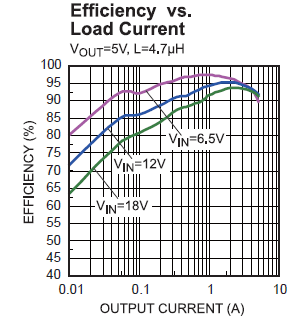 Efficiency vs.
Load Current
VOUT=5V, L=4.7µH
EFFICIENCY (%)
100
95
90
85
80
75
70
65
60
55
50
45
40
VIN=6.5V
VIN=12V
VIN=18V
0.01
0.1
1
10
OUTPUT CURRENT (A)